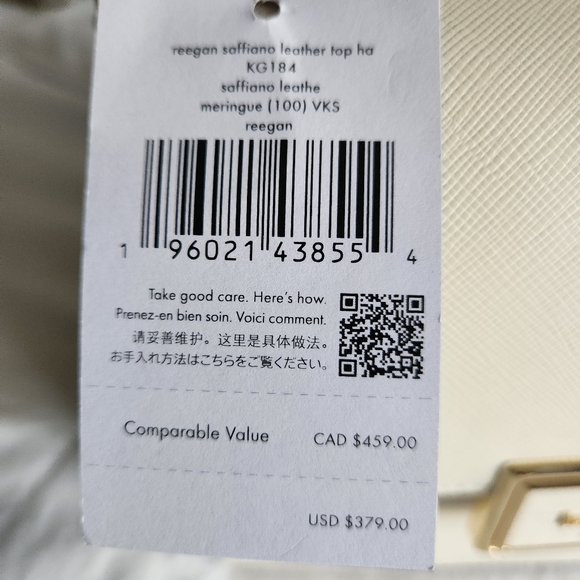 reegan saffiano leather top ha
KG184
saffiano leathe
meringue (100) VKS
reegan
1 96021 43855 4
Take good care. Here's how.
Prenez-en bien soin. Voici comment.
请妥善维护。这里是具体做法。
お手入れ方法はこちらをご覧ください。
Comparable Value CAD $459.00
USD $379.00